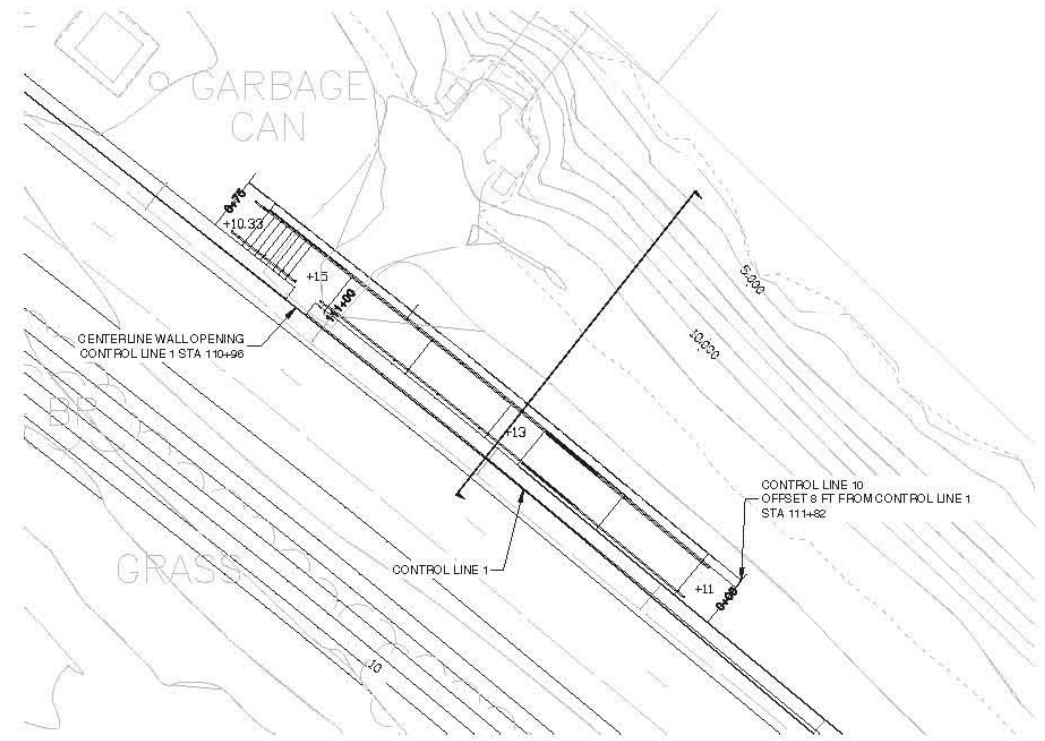 GARBAGE
CAN
0+75
+10.33
+15
111+00
5.000
10.000
CENTERLINE WALL OPENING
CONTROL LINE 1 STA 110+96
BP
+13
CONTROL LINE 10
OFFSET 8 FT FROM CONTROL LINE 1
STA 111+82
GRASS
CONTROL LINE 1
+11
0+00
10